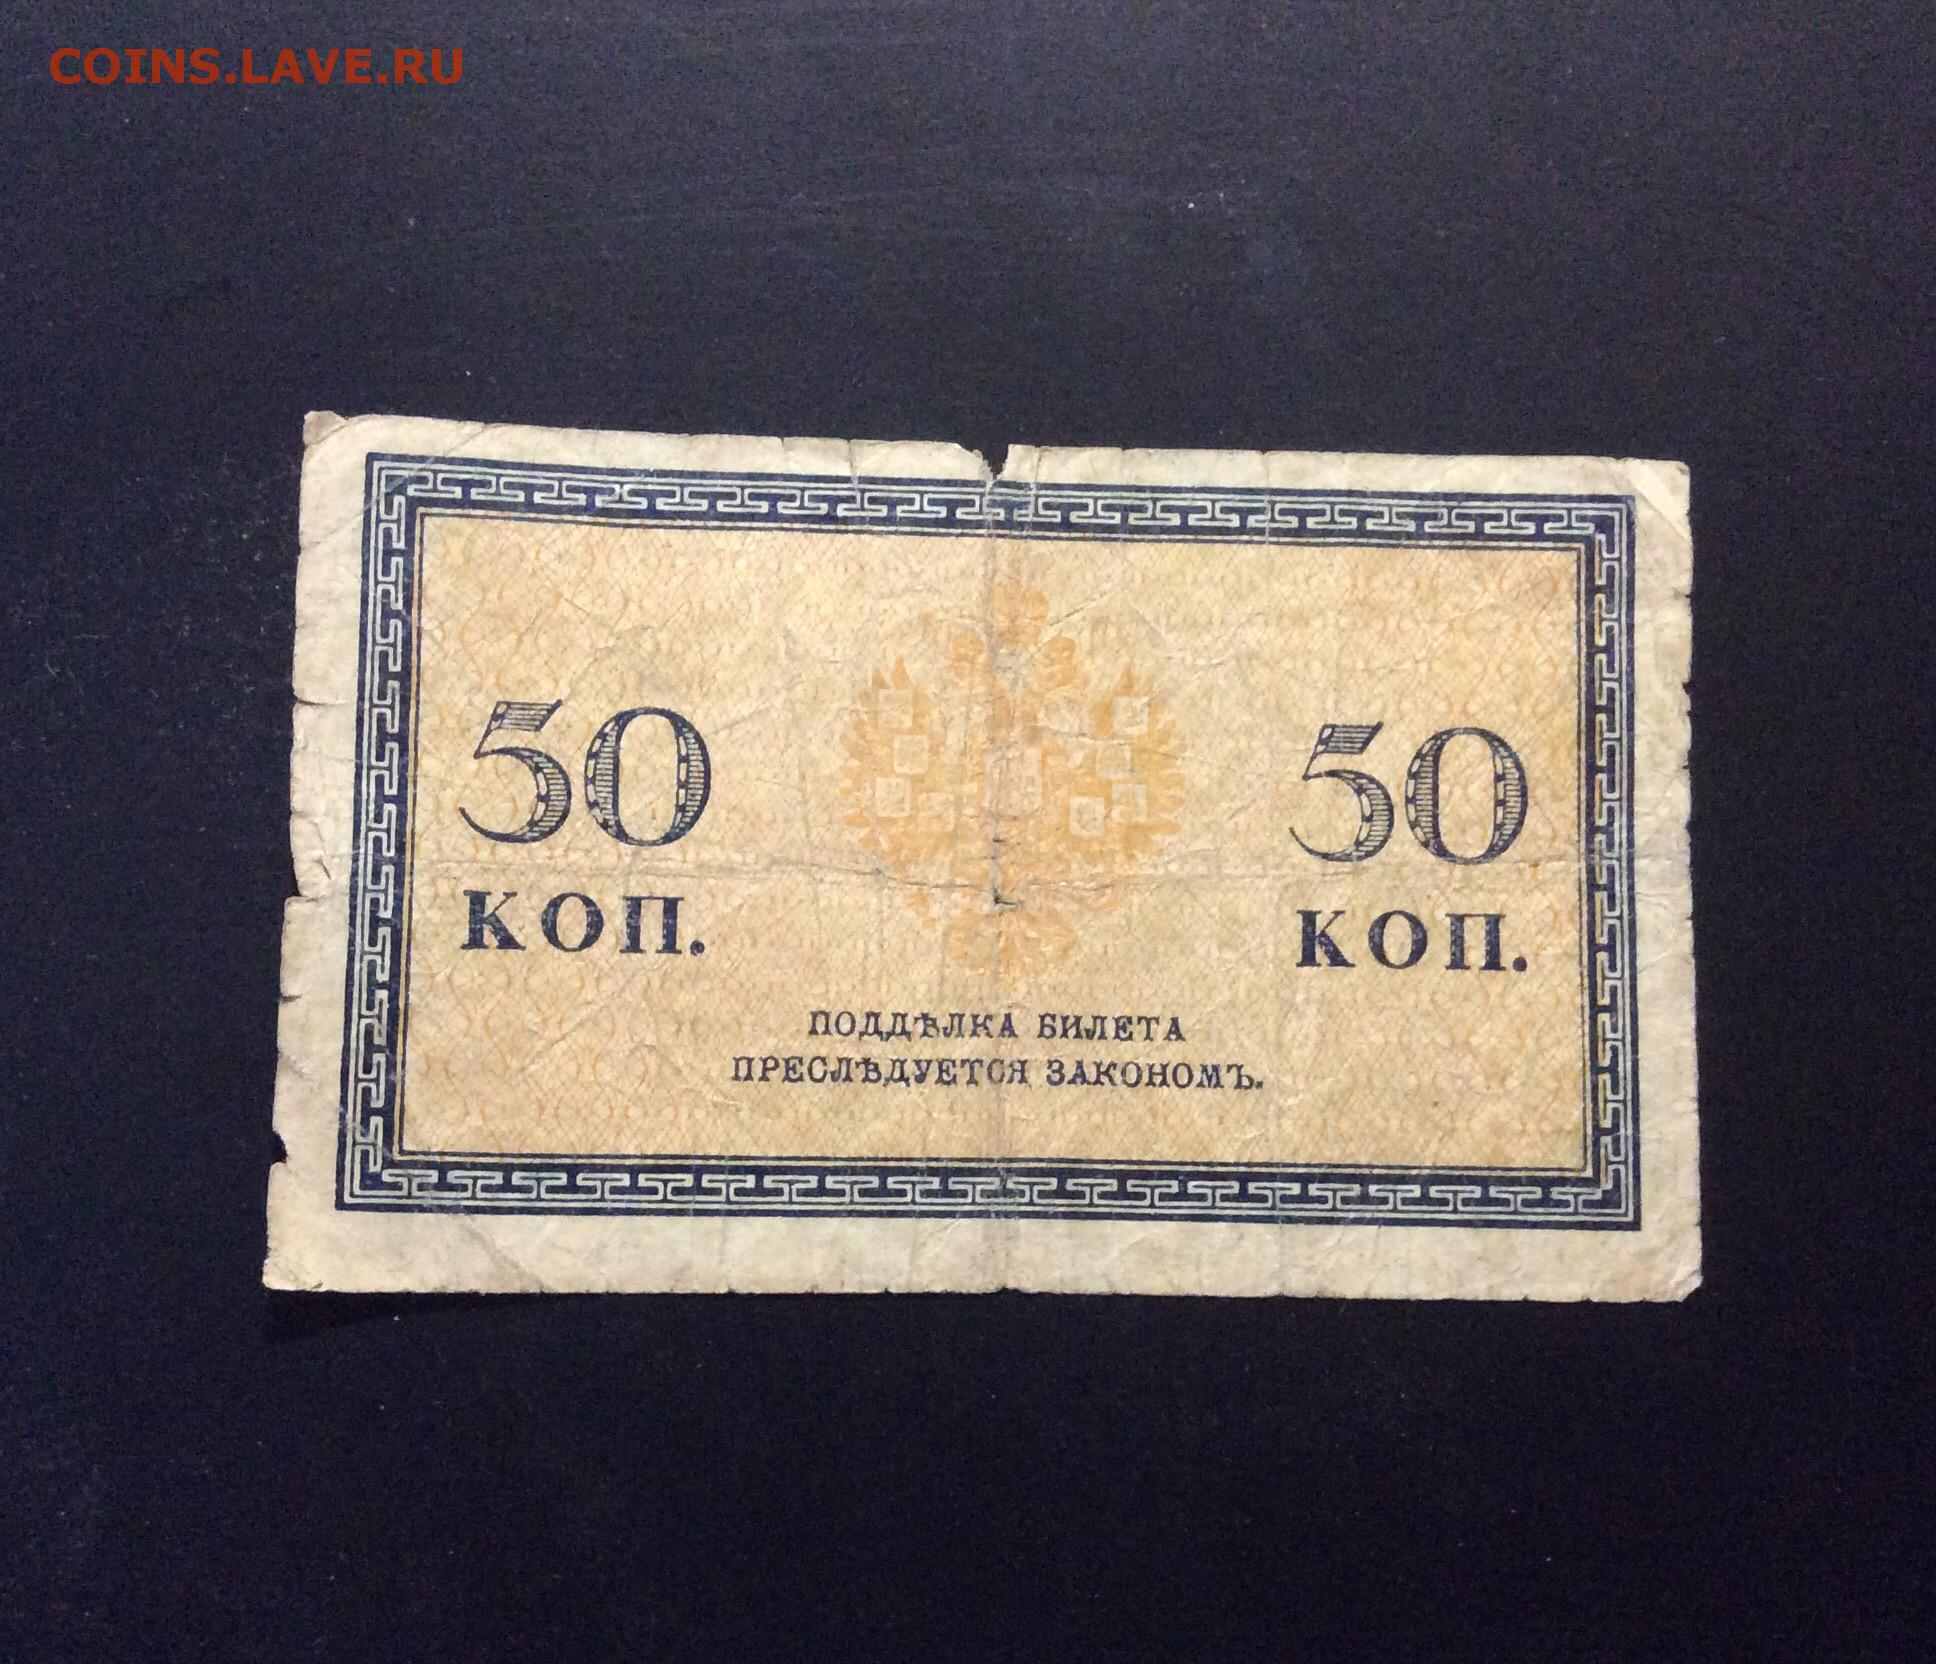 COINS.LAVE.RU
50
КОП.
50
КОП.
ПОДДѢЛКА БИЛЕТА
ПРЕСЛѢДУЕТСЯ ЗАКОНОМЪ.